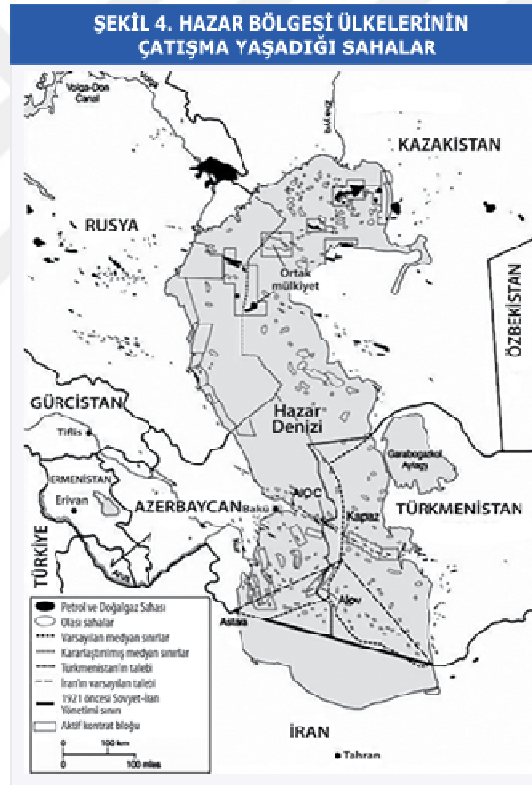 ŞEKİL 4. HAZAR BÖLGESİ ÜLKELERİNİN
ÇATIŞMA YAŞADIĞI SAHALAR
Volga-Don
Canal
KAZAKİSTAN
RUSYA
Ortak
mülkiyet
ÖZBEKİSTAN
GÜRCİSTAN
Tiflis
Hazar
Denizi
Garabogazkol
Aylagy
ERMENİSTAN
Erivan
AZERBAYCAN
Bakü
AIOC
Kapaz
TÜRKMENİSTAN
TÜRKİYE
Aras
Astara
Alov
Petrol ve Doğalgaz Sahası
Olası sahalar
Varsayılan medyan sınırlar
Kararlaştırılmış medyan sınırlar
Türkmenistan'ın talebi
İran'ın varsayılan talebi
1921 öncesi Sovyet-İran
Yönetimi sınırı
Aktif kontrat bloğu
0 100 km
0 100 miles
İRAN
Tahran